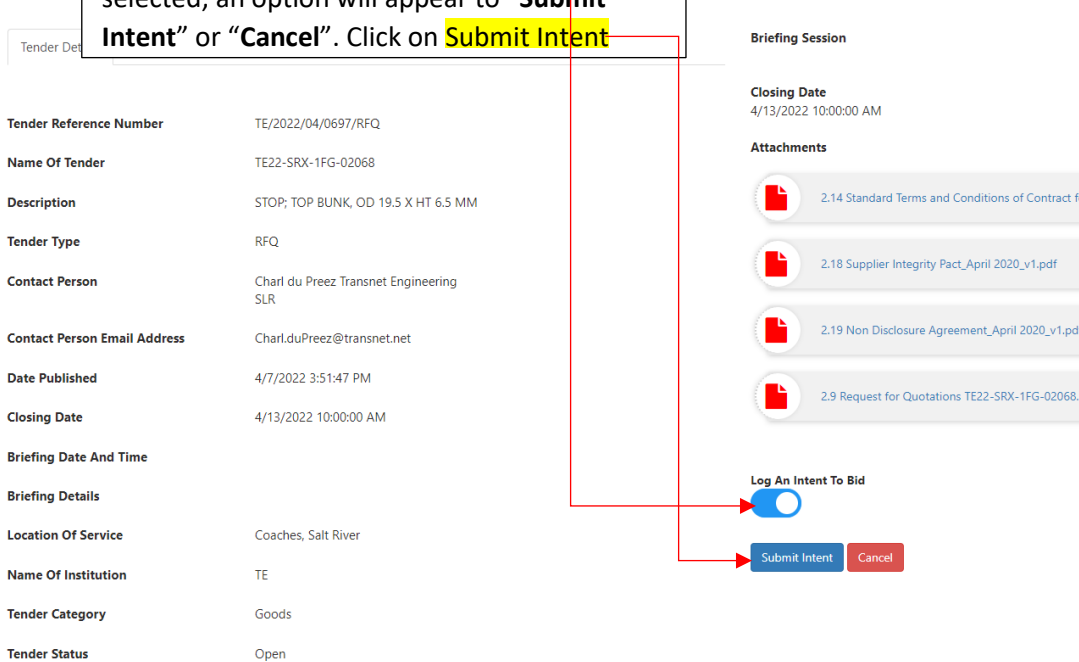 selected, an option will appear to “Submit
Intent” or “Cancel”. Click on Submit Intent
Tender Det
Tender Reference Number TE/2022/04/0697/RFQ
Name Of Tender TE22-SRX-1FG-02068
Description STOP; TOP BUNK, OD 19.5 X HT 6.5 MM
Tender Type RFQ
Contact Person Charl du Preez Transnet Engineering
SLR
Contact Person Email Address Charl.duPreez@transnet.net
Date Published 4/7/2022 3:51:47 PM
Closing Date 4/13/2022 10:00:00 AM
Briefing Date And Time
Briefing Details
Location Of Service Coaches, Salt River
Name Of Institution TE
Tender Category Goods
Tender Status Open
Briefing Session
Closing Date
4/13/2022 10:00:00 AM
Attachments
2.14 Standard Terms and Conditions of Contract f
2.18 Supplier Integrity Pact_April 2020_v1.pdf
2.19 Non Disclosure Agreement_April 2020_v1.pd
2.9 Request for Quotations TE22-SRX-1FG-02068.
Log An Intent To Bid
Submit Intent Cancel